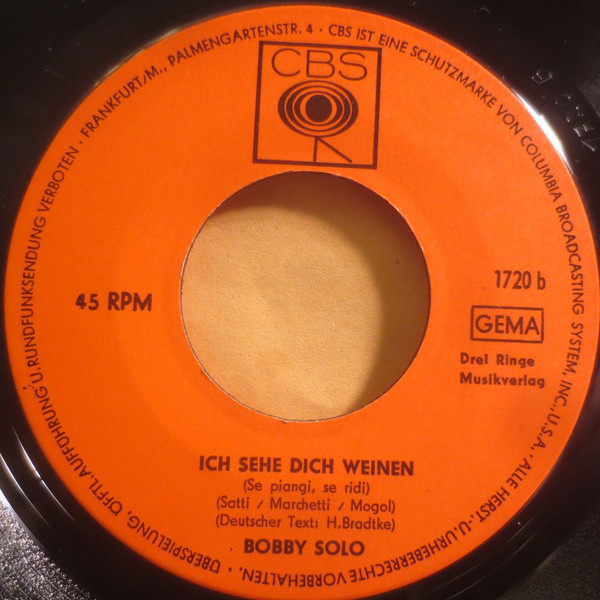 FRANKFURT/M., PALMENGARTENSTR. 4 · CBS IST EINE SCHUTZMARKE VON COLUMBIA BROADCASTING SYSTEM, INC., U.S.A. · ALLE HERST.- U. URHEBERRECHTE VORBEHALTEN. · ÜBERSPIELUNG, ÖFFTL. AUFFÜHRUNG U. RUNDFUNKSENDUNG VERBOTEN ·
CBS
45 RPM
1720 b
GEMA
Drei Ringe
Musikverlag
ICH SEHE DICH WEINEN
(Se piangi, se ridi)
(Satti / Marchetti / Mogol)
(Deutscher Text: H. Bradtke)
BOBBY SOLO